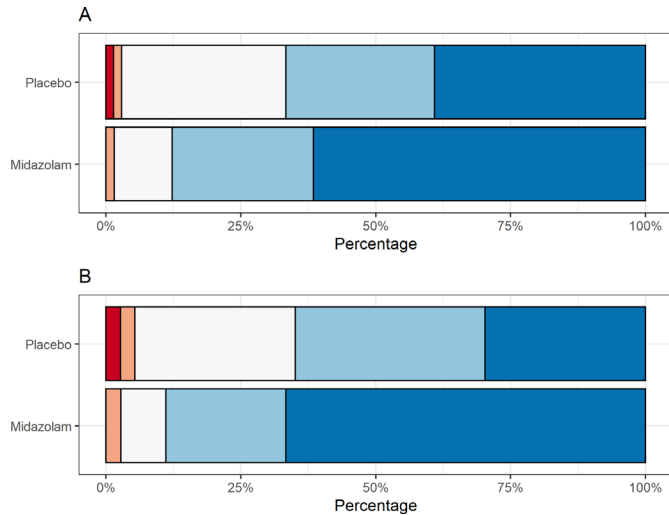 A
Placebo
Midazolam
0% 25% 50% 75% 100%
Percentage
B
Placebo
Midazolam
0% 25% 50% 75% 100%
Percentage